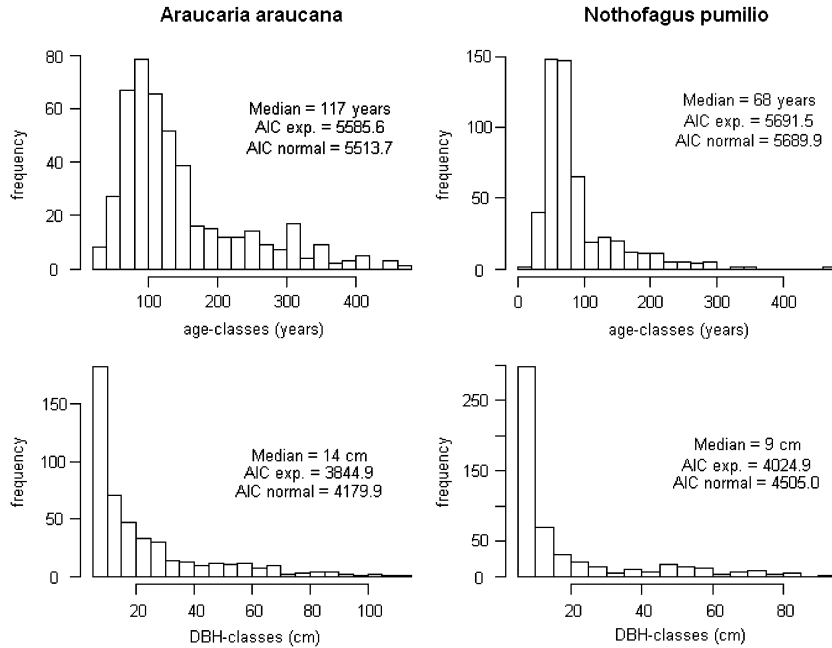 Araucaria araucana
Nothofagus pumilio
80
60
40
20
0
frequency
Median = 117 years
AIC exp. = 5585.6
AIC normal = 5513.7
100
200
300
400
age-classes (years)
150
100
50
0
frequency
Median = 68 years
AIC exp. = 5691.5
AIC normal = 5689.9
0
100
200
300
400
age-classes (years)
150
100
50
0
frequency
Median = 14 cm
AIC exp. = 3844.9
AIC normal = 4179.9
20
40
60
80
100
DBH-classes (cm)
250
150
50
0
frequency
Median = 9 cm
AIC exp. = 4024.9
AIC normal = 4505.0
20
40
60
80
DBH-classes (cm)